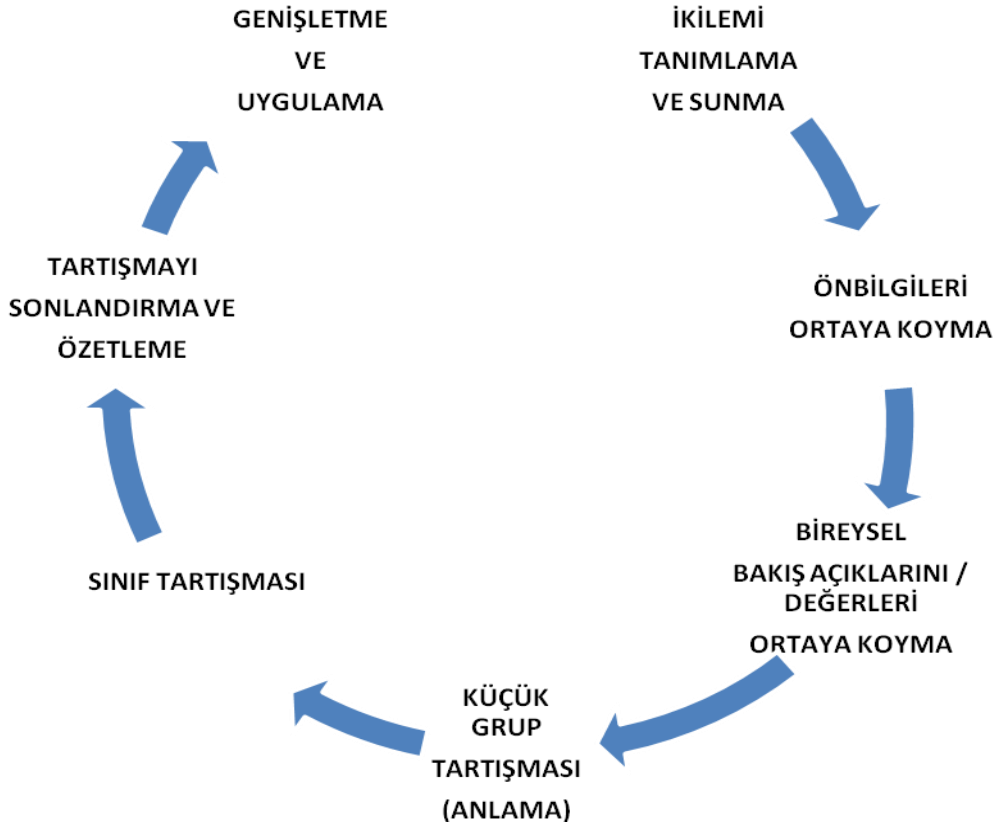 GENİŞLETME
VE
UYGULAMA
İKİLEMİ
TANIMLAMA
VE SUNMA
ÖNBİLGİLERİ
ORTAYA KOYMA
BİREYSEL
BAKIŞ AÇIKLARINI /
DEĞERLERİ
ORTAYA KOYMA
KÜÇÜK
GRUP
TARTIŞMASI
(ANLAMA)
SINIF TARTIŞMASI
TARTIŞMAYI
SONLANDIRMA VE
ÖZETLEME